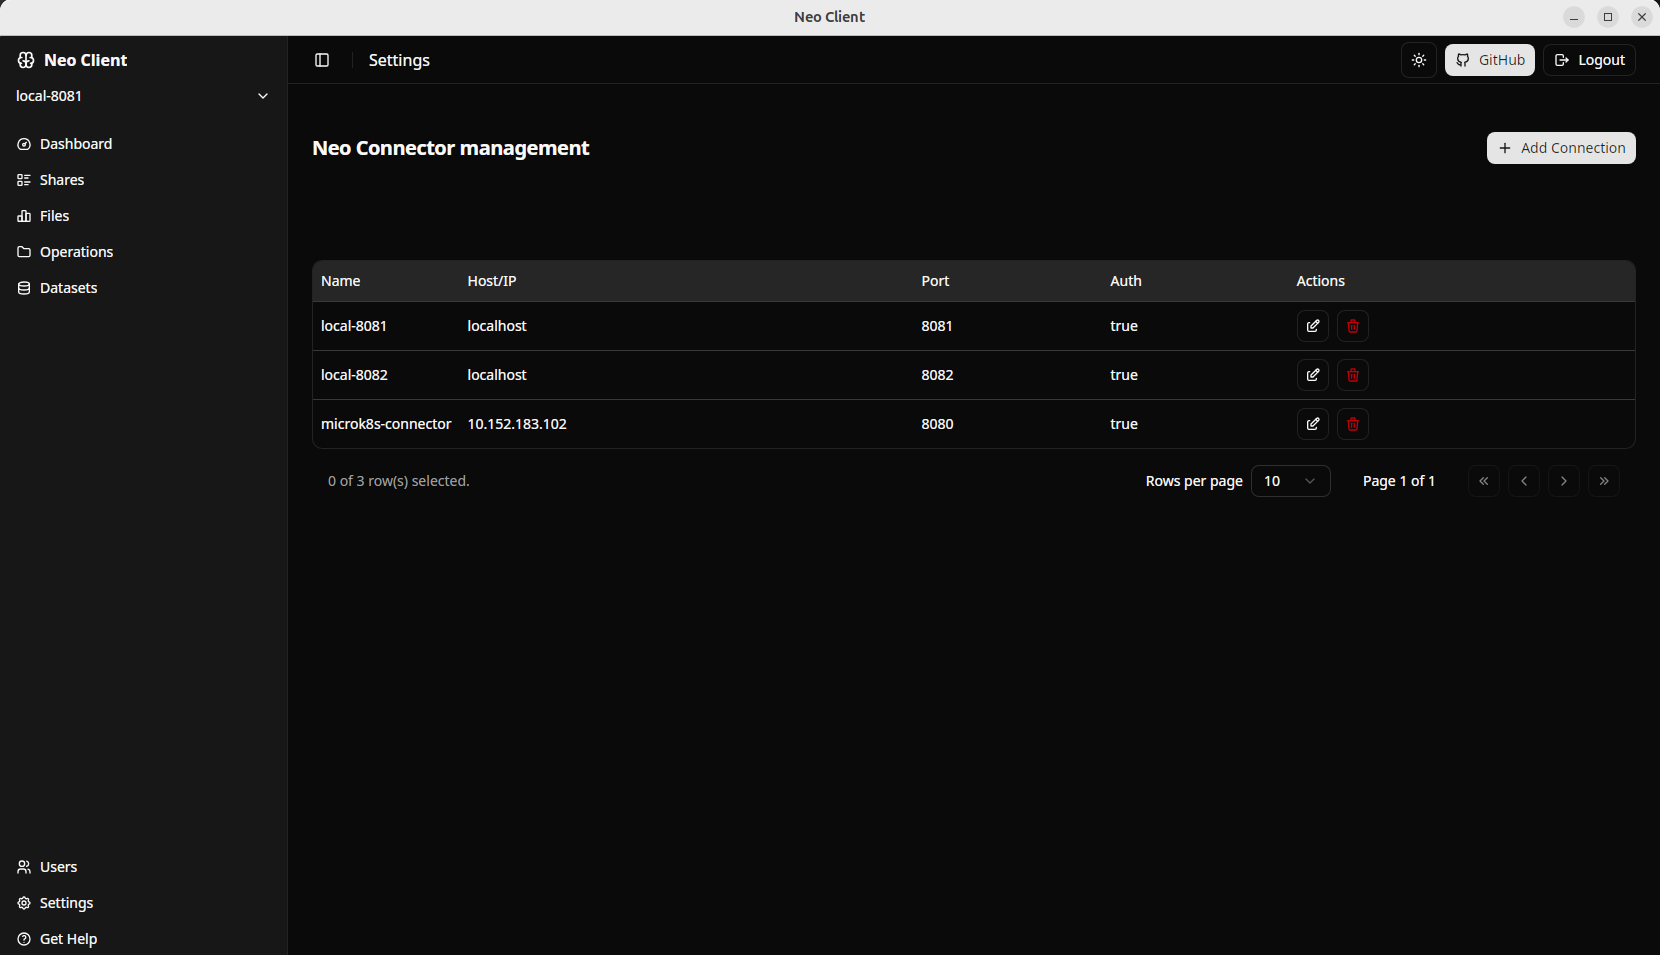 Neo Client
Neo Client
local-8081
Dashboard
Shares
Files
Operations
Datasets
Users
Settings
Get Help
Settings
GitHub
Logout
Neo Connector management
Add Connection
Name Host/IP Port Auth Actions
local-8081 localhost 8081 true
local-8082 localhost 8082 true
microk8s-connector 10.152.183.102 8080 true
0 of 3 row(s) selected.
Rows per page 10 Page 1 of 1